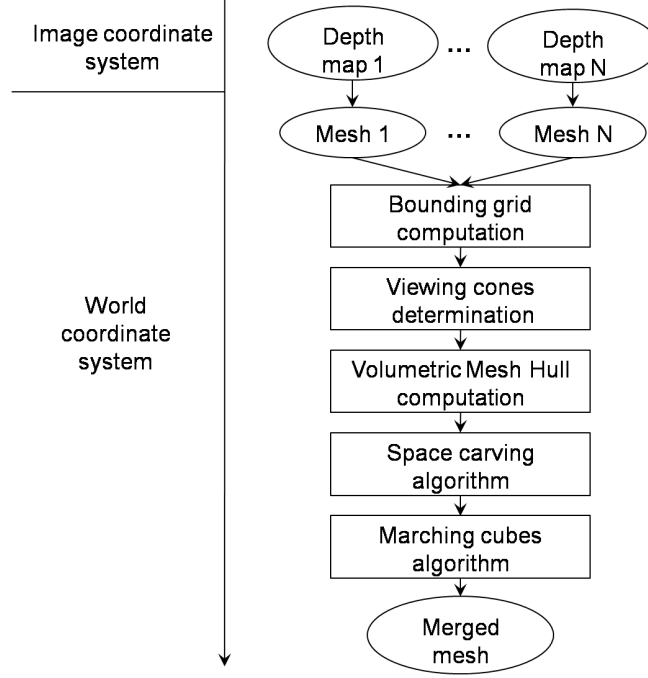 Image coordinate
system
Depth
map 1
...
Depth
map N
Mesh 1
...
Mesh N
Bounding grid
computation
Viewing cones
determination
World
coordinate
system
Volumetric Mesh Hull
computation
Space carving
algorithm
Marching cubes
algorithm
Merged
mesh